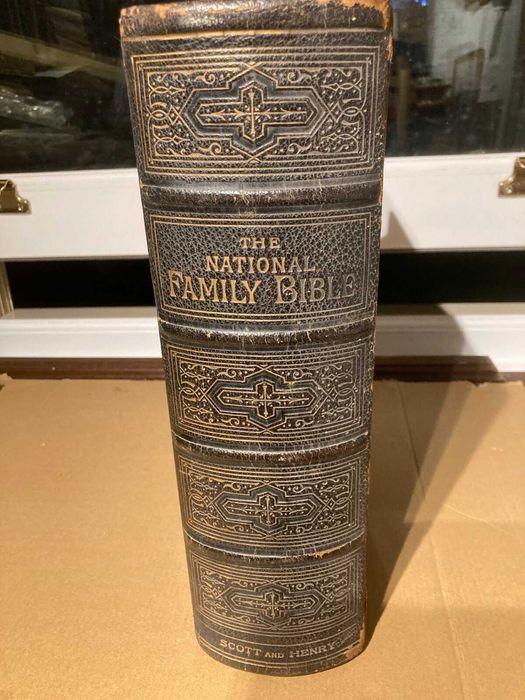 THE
NATIONAL
FAMILY BIBLE
SCOTT AND HENRY